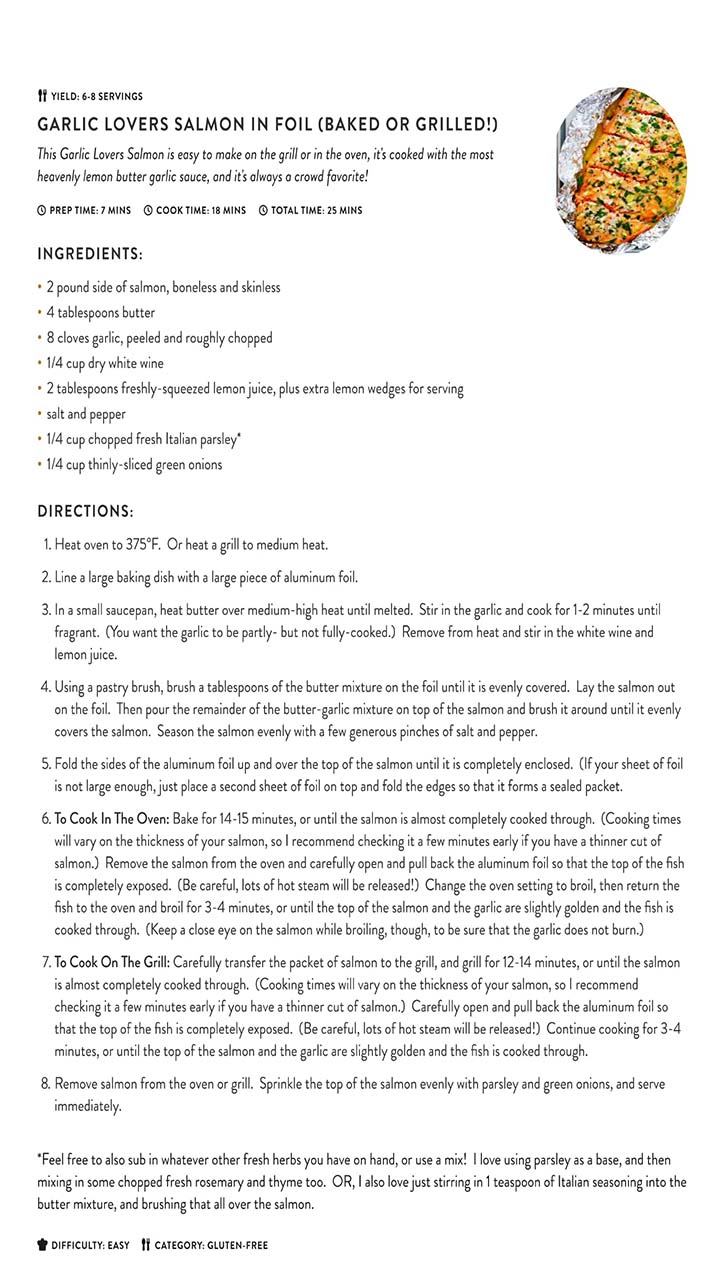 YIELD: 6-8 SERVINGS
GARLIC LOVERS SALMON IN FOIL (BAKED OR GRILLED!)
This Garlic Lovers Salmon is easy to make on the grill or in the oven, it's cooked with the most
heavenly lemon butter garlic sauce, and it's always a crowd favorite!
PREP TIME: 7 MINS COOK TIME: 18 MINS TOTAL TIME: 25 MINS
INGREDIENTS:
• 2 pound side of salmon, boneless and skinless
• 4 tablespoons butter
• 8 cloves garlic, peeled and roughly chopped
• 1/4 cup dry white wine
• 2 tablespoons freshly-squeezed lemon juice, plus extra lemon wedges for serving
• salt and pepper
• 1/4 cup chopped fresh Italian parsley*
• 1/4 cup thinly-sliced green onions
DIRECTIONS:
1. Heat oven to 375°F. Or heat a grill to medium heat.
2. Line a large baking dish with a large piece of aluminum foil.
3. In a small saucepan, heat butter over medium-high heat until melted. Stir in the garlic and cook for 1-2 minutes until
fragrant. (You want the garlic to be partly- but not fully-cooked.) Remove from heat and stir in the white wine and
lemon juice.
4. Using a pastry brush, brush a tablespoons of the butter mixture on the foil until it is evenly covered. Lay the salmon out
on the foil. Then pour the remainder of the butter-garlic mixture on top of the salmon and brush it around until it evenly
covers the salmon. Season the salmon evenly with a few generous pinches of salt and pepper.
5. Fold the sides of the aluminum foil up and over the top of the salmon until it is completely enclosed. (If your sheet of foil
is not large enough, just place a second sheet of foil on top and fold the edges so that it forms a sealed packet.
6. To Cook In The Oven: Bake for 14-15 minutes, or until the salmon is almost completely cooked through. (Cooking times
will vary on the thickness of your salmon, so I recommend checking it a few minutes early if you have a thinner cut of
salmon.) Remove the salmon from the oven and carefully open and pull back the aluminum foil so that the top of the fish
is completely exposed. (Be careful, lots of hot steam will be released!) Change the oven setting to broil, then return the
fish to the oven and broil for 3-4 minutes, or until the top of the salmon and the garlic are slightly golden and the fish is
cooked through. (Keep a close eye on the salmon while broiling, though, to be sure that the garlic does not burn.)
7. To Cook On The Grill: Carefully transfer the packet of salmon to the grill, and grill for 12-14 minutes, or until the salmon
is almost completely cooked through. (Cooking times will vary on the thickness of your salmon, so I recommend
checking it a few minutes early if you have a thinner cut of salmon.) Carefully open and pull back the aluminum foil so
that the top of the fish is completely exposed. (Be careful, lots of hot steam will be released!) Continue cooking for 3-4
minutes, or until the top of the salmon and the garlic are slightly golden and the fish is cooked through.
8. Remove salmon from the oven or grill. Sprinkle the top of the salmon evenly with parsley and green onions, and serve
immediately.
*Feel free to also sub in whatever other fresh herbs you have on hand, or use a mix! I love using parsley as a base, and then
mixing in some chopped fresh rosemary and thyme too. OR, I also love just stirring in 1 teaspoon of Italian seasoning into the
butter mixture, and brushing that all over the salmon.
DIFFICULTY: EASY CATEGORY: GLUTEN-FREE